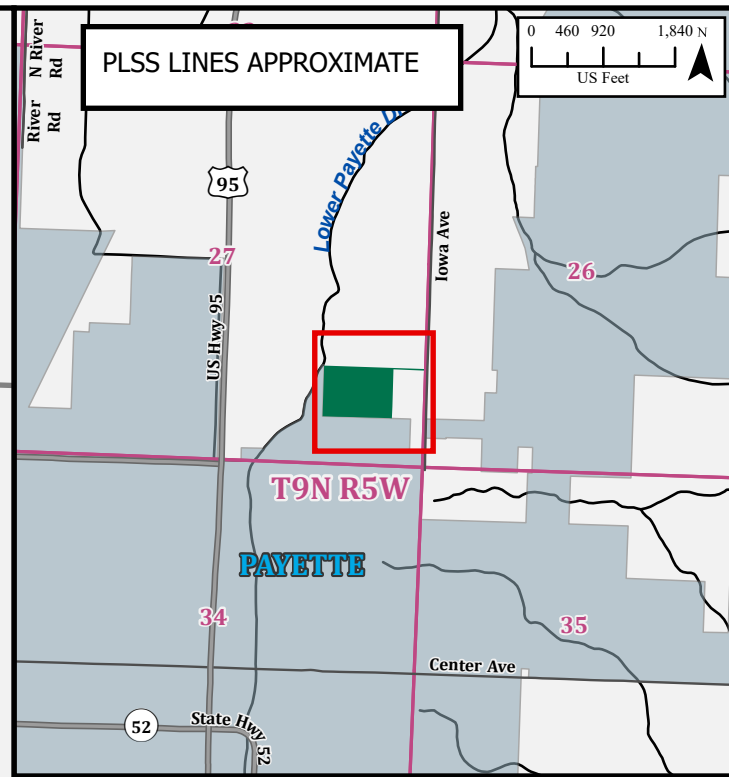 PLSS LINES APPROXIMATE
0 460 920 1,840 N
US Feet
N River
Rd
River
Rd
95
Lower Payette D
27
US Hwy 95
Iowa Ave
26
T9N R5W
PAYETTE
34
35
Center Ave
52
State Hwy 52